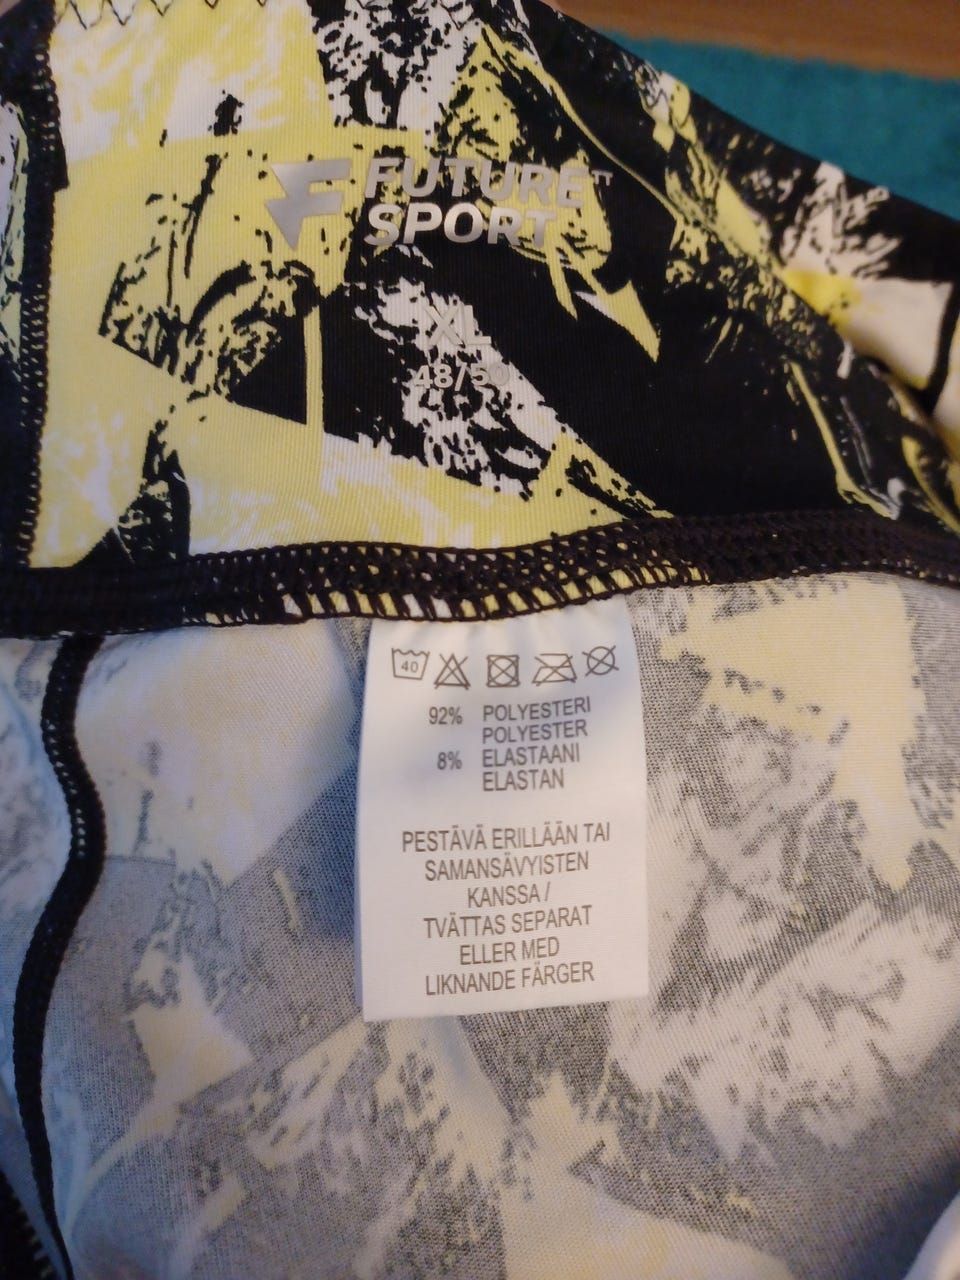 FUTURE
SPORT
XL
48/50
40
92% POLYESTERI
POLYESTER
8% ELASTAANI
ELASTAN
PESTÄVÄ ERILLÄÄN TAI
SAMANSÄVYISTEN
KANSSA /
TVÄTTAS SEPARAT
ELLER MED
LIKNANDE FÄRGER